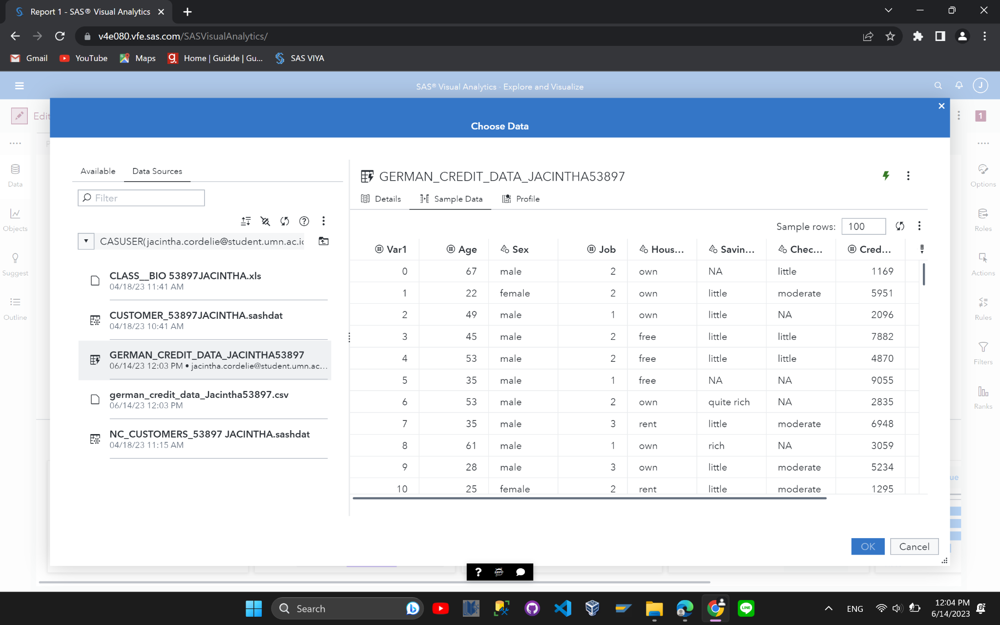 Report 1 - SAS® Visual Analytics
v4e080.vfe.sas.com/SASVisualAnalytics/
Gmail YouTube Maps Home | Guidde | Gu... SAS VIYA
SAS® Visual Analytics - Explore and Visualize
J
Edit
1
Choose Data
Data
Objects
Suggest
Outline
Available Data Sources
Filter
CASUSER(jacintha.cordelie@student.umn.ac.ic
CLASS__BIO 53897JACINTHA.xls
04/18/23 11:41 AM
CUSTOMER_53897JACINTHA.sashdat
04/18/23 10:41 AM
GERMAN_CREDIT_DATA_JACINTHA53897
06/14/23 12:03 PM • jacintha.cordelie@student.umn.ac...
german_credit_data_Jacintha53897.csv
06/14/23 12:03 PM
NC_CUSTOMERS_53897 JACINTHA.sashdat
04/18/23 11:15 AM
GERMAN_CREDIT_DATA_JACINTHA53897
Details Sample Data Profile
Sample rows: 100
Var1 Age Sex Job Hous... Savin... Chec... Cred...
0 67 male 2 own NA little 1169
1 22 female 2 own little moderate 5951
2 49 male 1 own little NA 2096
3 45 male 2 free little little 7882
4 53 male 2 free little little 4870
5 35 male 1 free NA NA 9055
6 53 male 2 own quite rich NA 2835
7 35 male 3 rent little moderate 6948
8 61 male 1 own rich NA 3059
9 28 male 3 own little moderate 5234
10 25 female 2 rent little moderate 1295
OK Cancel
Options
Roles
Actions
Rules
Filters
Ranks
ue
Search
LINE
ENG
12:04 PM
6/14/2023